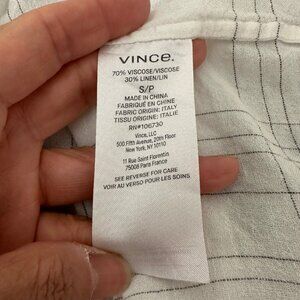 VINCE.
70% VISCOSE/VISCOSE
30% LINEN/LIN
S/P
MADE IN CHINA
FABRIQUÉ EN CHINE
FABRIC ORIGIN: ITALY
TISSU ORIGINE: ITALIE
RN#106730
Vince, LLC
500 Fifth Avenue, 20th Floor
New York, NY 10110
11 Rue Saint Florentin
75008 Paris France
SEE REVERSE FOR CARE
VOIR AU VERSO POUR LES SOINS